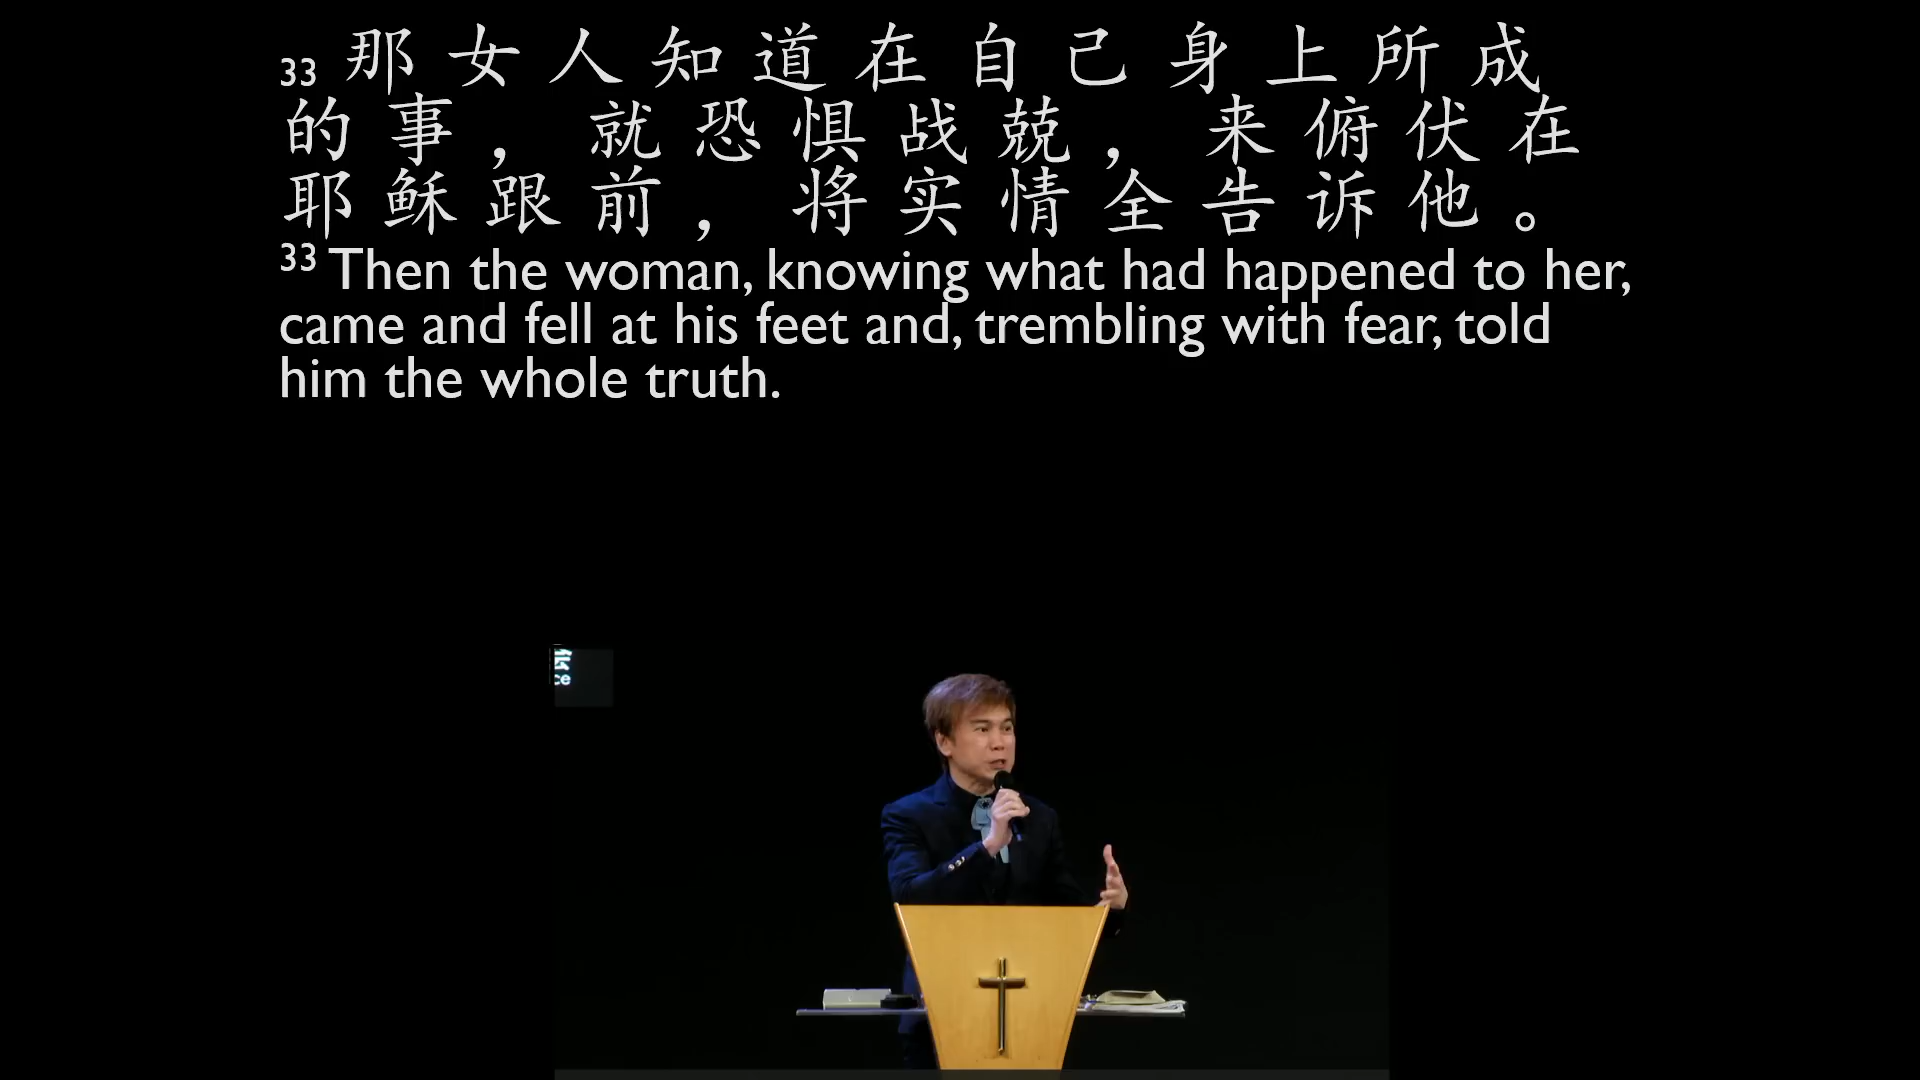 33 那女人知道在自己身上所成
的事，就恐惧战兢，来俯伏在
耶稣跟前，将实情全告诉他。
33 Then the woman, knowing what had happened to her,
came and fell at his feet and, trembling with fear, told
him the whole truth.
ce